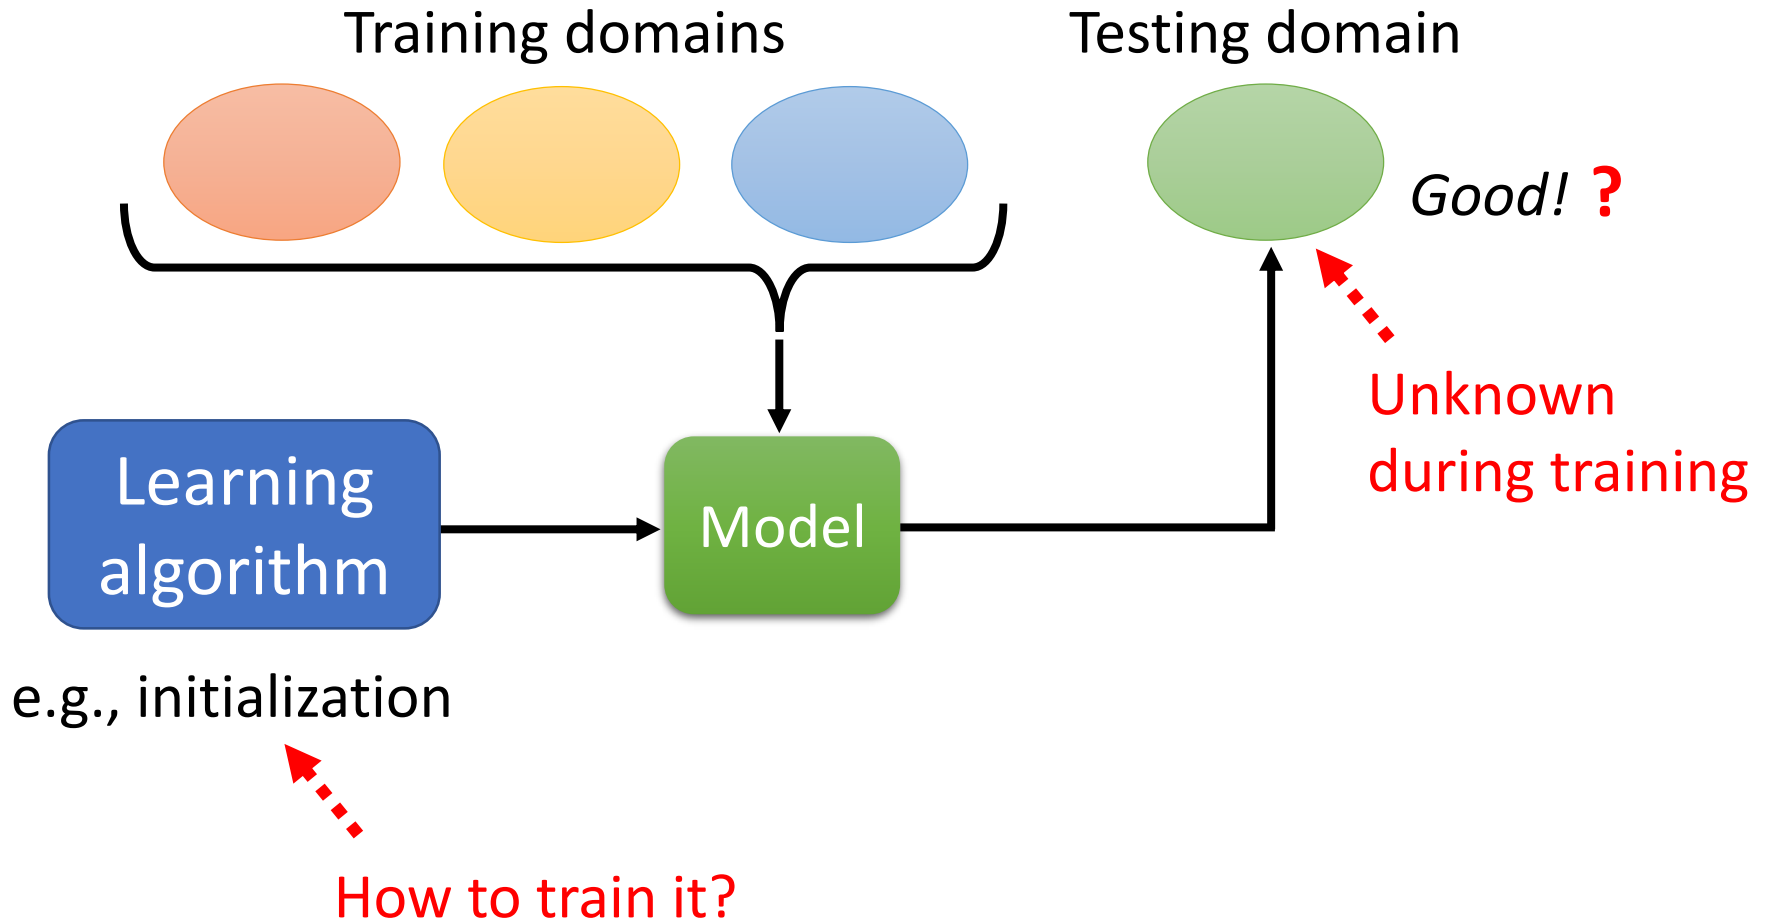 Training domains
Testing domain
Good! ?
Unknown
during training
Learning
algorithm
Model
e.g., initialization
How to train it?